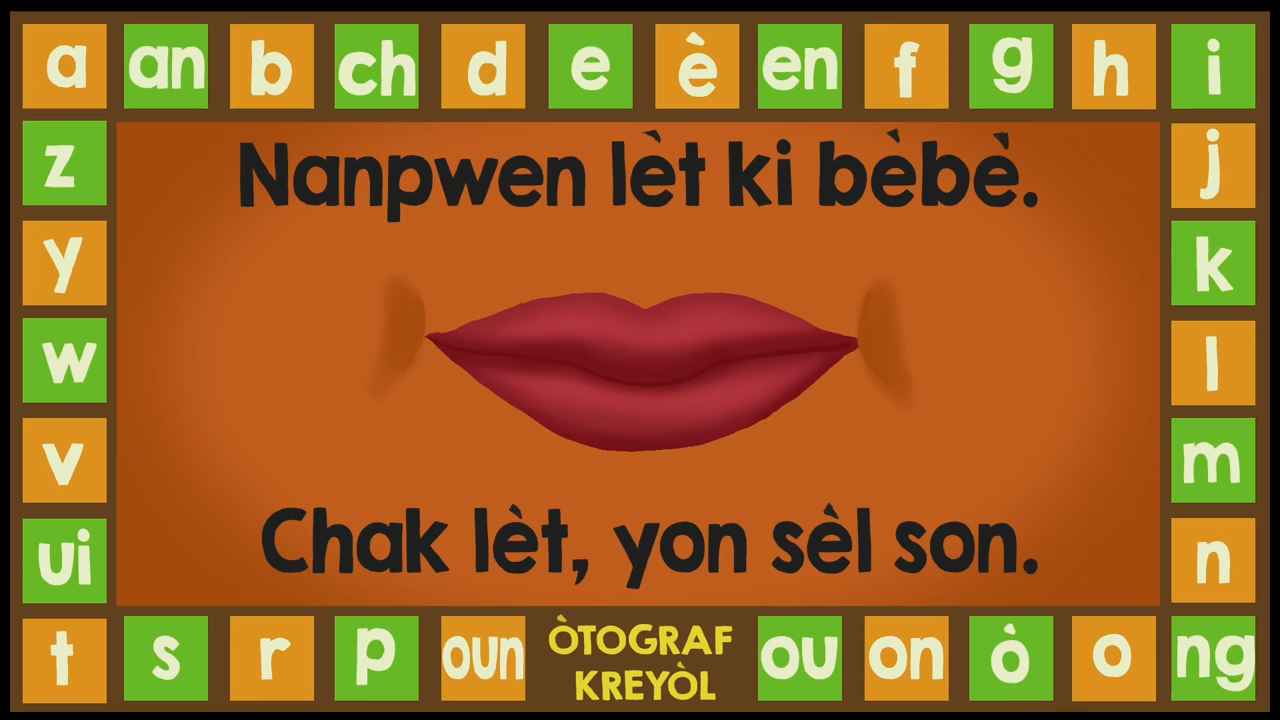 a an b ch d e è en f g h i
j
k
l
m
n
ng
o
ò
on
ou
oun
p
r
s
t
ui
v
w
y
z
Nanpwen lèt ki bèbè.
Chak lèt, yon sèl son.
ÒTOGRAF
KREYÒL